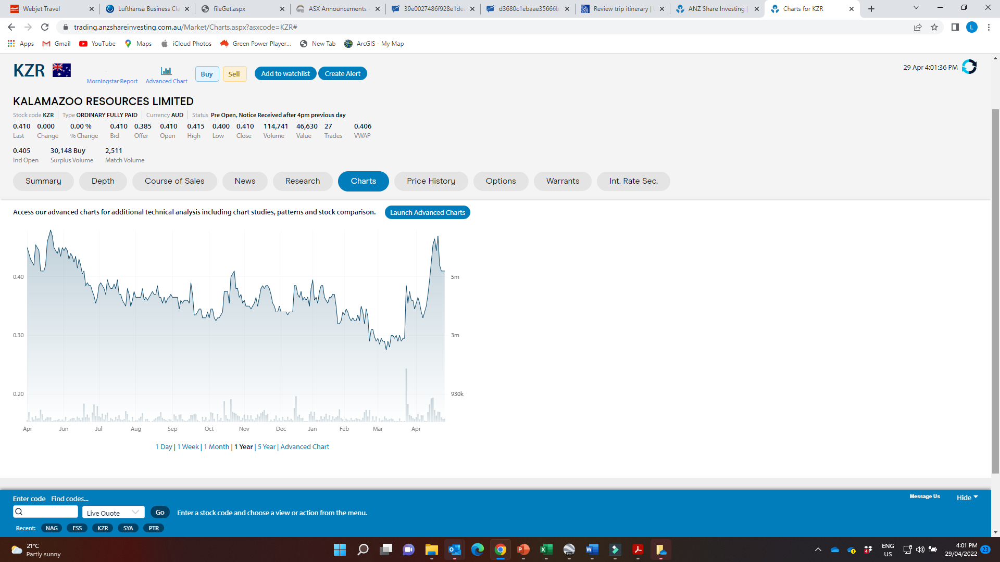 Webjet Travel
Lufthansa Business Cla
fileGet.aspx
ASX Announcements -
39e0027486f928e1dea
d3680c1ebaae35666b
Review trip itinerary |
ANZ Share Investing |
Charts for KZR
trading.anzshareinvesting.com.au/Market/Charts.aspx?asxcode=KZR#
L
Apps
Gmail
YouTube
Maps
iCloud Photos
Green Power Player...
New Tab
ArcGIS - My Map
KZR
Morningstar Report
Advanced Chart
Buy
Sell
Add to watchlist
Create Alert
29 Apr 4:01:36 PM
KALAMAZOO RESOURCES LIMITED
Stock code KZR Type ORDINARY FULLY PAID Currency AUD Status Pre Open, Notice Received after 4pm previous day
0.410 0.000 0.00 % 0.410 0.385 0.410 0.415 0.400 0.410 114,741 46,630 27 0.406
Last Change % Change Bid Offer Open High Low Close Volume Value Trades VWAP
0.405 30,148 Buy 2,511
Ind Open Surplus Volume Match Volume
Summary Depth Course of Sales News Research Charts Price History Options Warrants Int. Rate Sec.
Access our advanced charts for additional technical analysis including chart studies, patterns and stock comparison.
Launch Advanced Charts
0.40 5m
0.30 3m
0.20 930k
Apr Jun Jul Aug Sep Oct Nov Dec Jan Feb Mar Apr
1 Day | 1 Week | 1 Month | 1 Year | 5 Year | Advanced Chart
Enter code Find codes...
Message Us
Hide
Live Quote
Go
Enter a stock code and choose a view or action from the menu.
Recent: NAG ESS KZR SYA PTR
21°C
Partly sunny
ENG
US
4:01 PM
29/04/2022
23